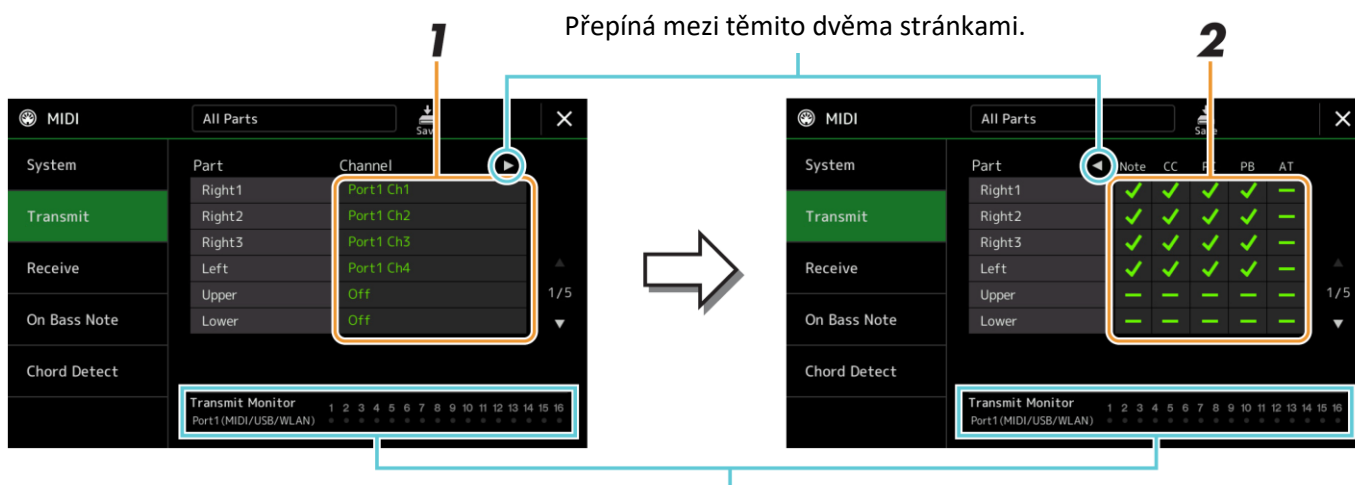 Přepíná mezi těmito dvěma stránkami.
1
2
MIDI
All Parts
Save
System
Transmit
Receive
On Bass Note
Chord Detect
Part Channel
Right1 Port1 Ch1
Right2 Port1 Ch2
Right3 Port1 Ch3
Left Port1 Ch4
Upper Off
Lower Off
1/5
Transmit Monitor
Port1(MIDI/USB/WLAN)
1 2 3 4 5 6 7 8 9 10 11 12 13 14 15 16
MIDI
All Parts
Save
System
Transmit
Receive
On Bass Note
Chord Detect
Part Note CC PC PB AT
Right1
Right2
Right3
Left
Upper
Lower
1/5
Transmit Monitor
Port1(MIDI/USB/WLAN)
1 2 3 4 5 6 7 8 9 10 11 12 13 14 15 16